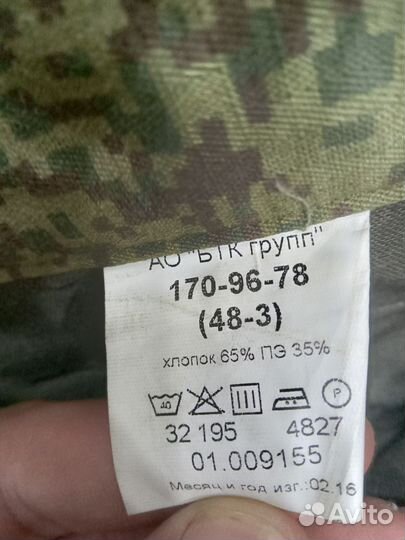 АО "БТК групп"
170-96-78
(48-3)
хлопок 65% ПЭ 35%
40 P
32 195 4827
01.009155
Месяц и год изг.:02.16
Avito